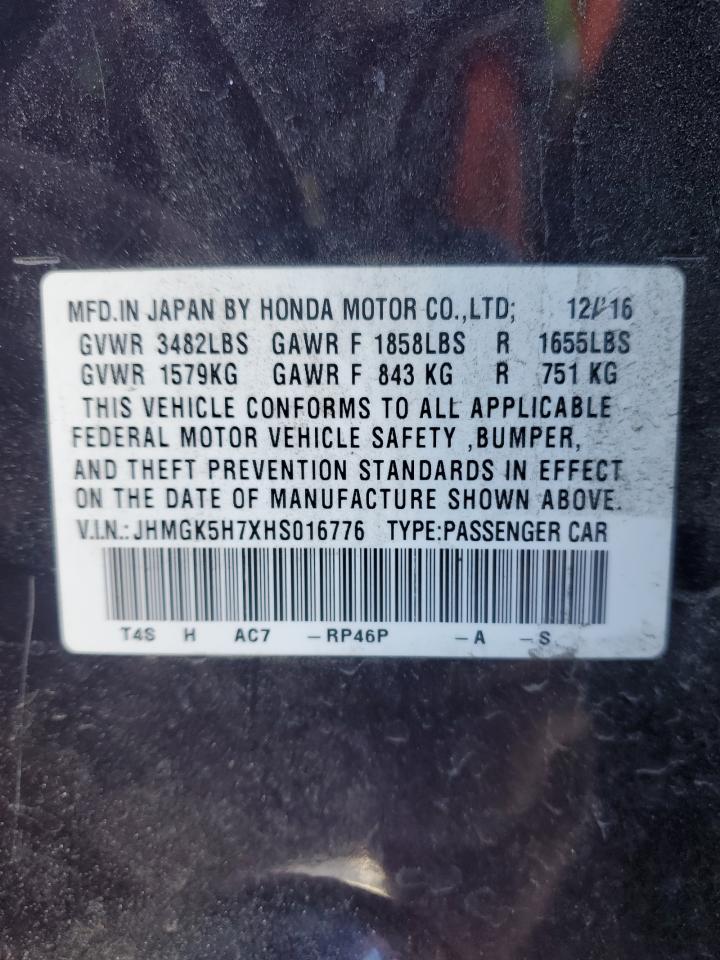 MFD.IN JAPAN BY HONDA MOTOR CO.,LTD; 12/16
GVWR 3482LBS GAWR F 1858LBS R 1655LBS
GVWR 1579KG GAWR F 843 KG R 751 KG
THIS VEHICLE CONFORMS TO ALL APPLICABLE
FEDERAL MOTOR VEHICLE SAFETY ,BUMPER,
AND THEFT PREVENTION STANDARDS IN EFFECT
ON THE DATE OF MANUFACTURE SHOWN ABOVE.
V.I.N.: JHMGK5H7XHS016776 TYPE:PASSENGER CAR
T4S H AC7 –RP46P –A –S